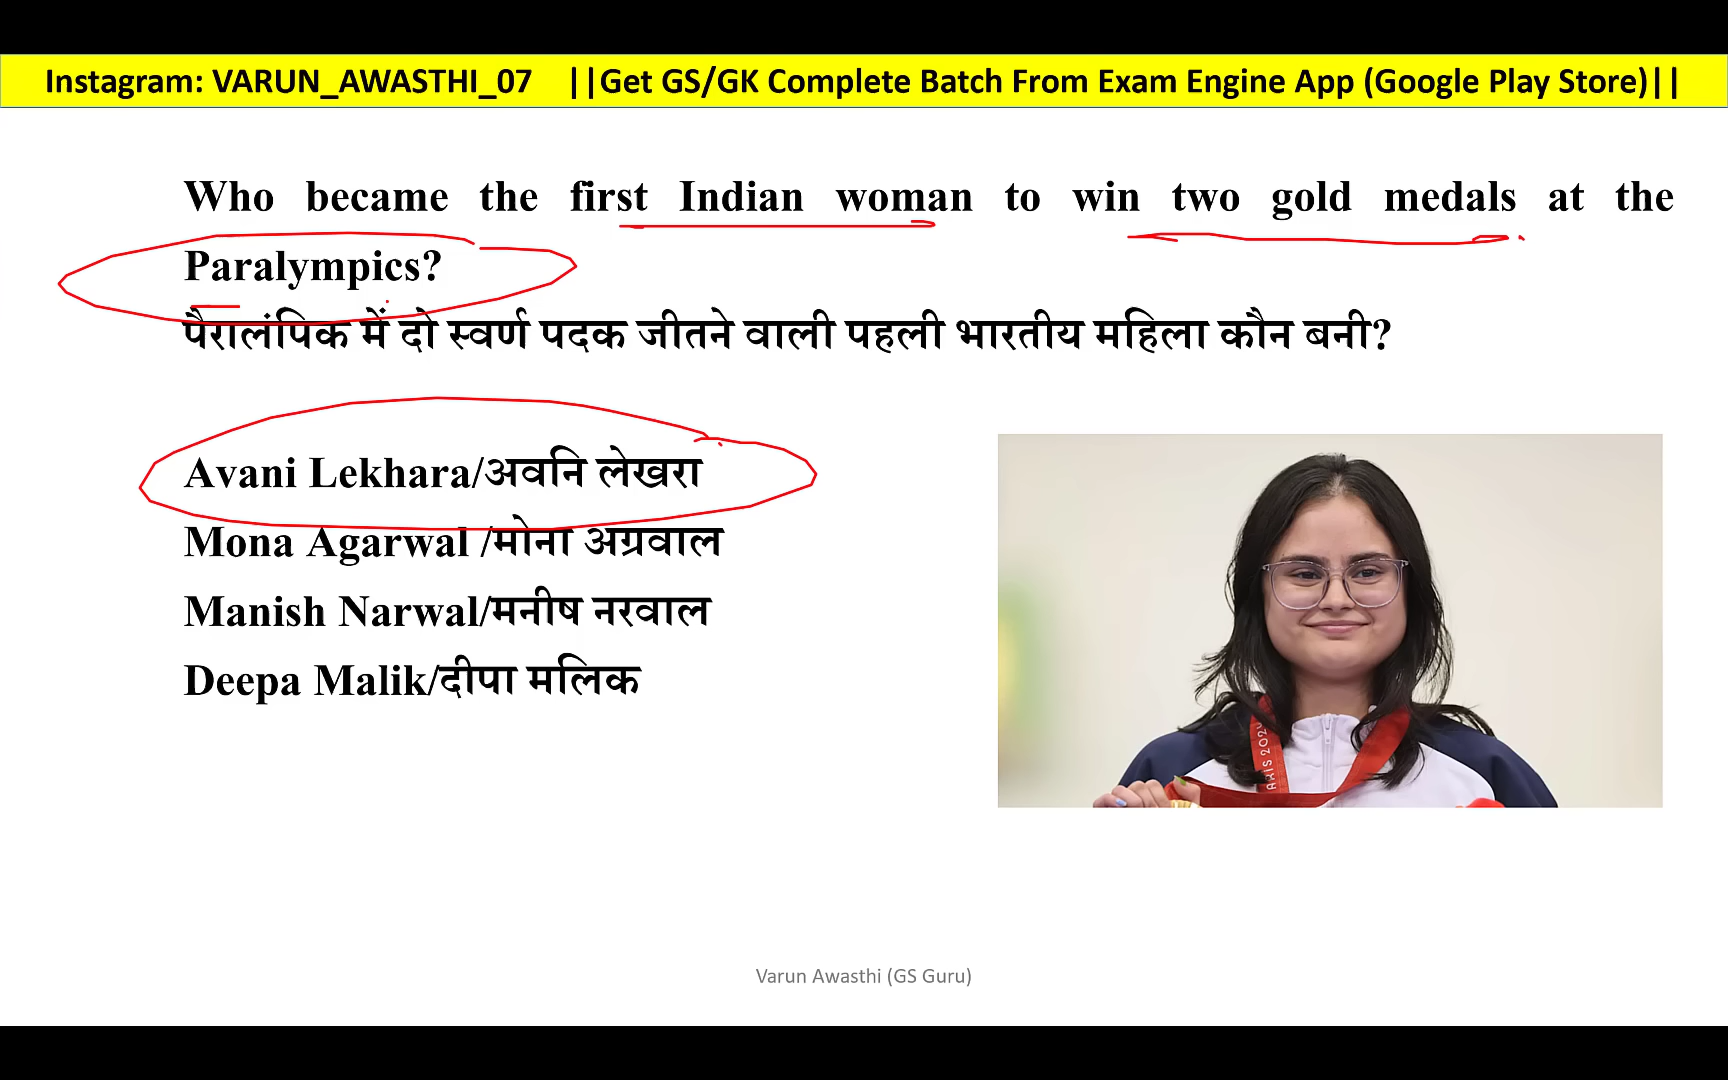 Instagram: VARUN_AWASTHI_07 ||Get GS/GK Complete Batch From Exam Engine App (Google Play Store)||
Who became the first Indian woman to win two gold medals at the
Paralympics?
पैरालंपिक में दो स्वर्ण पदक जीतने वाली पहली भारतीय महिला कौन बनी?
Avani Lekhara/अवनि लेखरा
Mona Agarwal /मोना अग्रवाल
Manish Narwal/मनीष नरवाल
Deepa Malik/दीपा मलिक
Varun Awasthi (GS Guru)